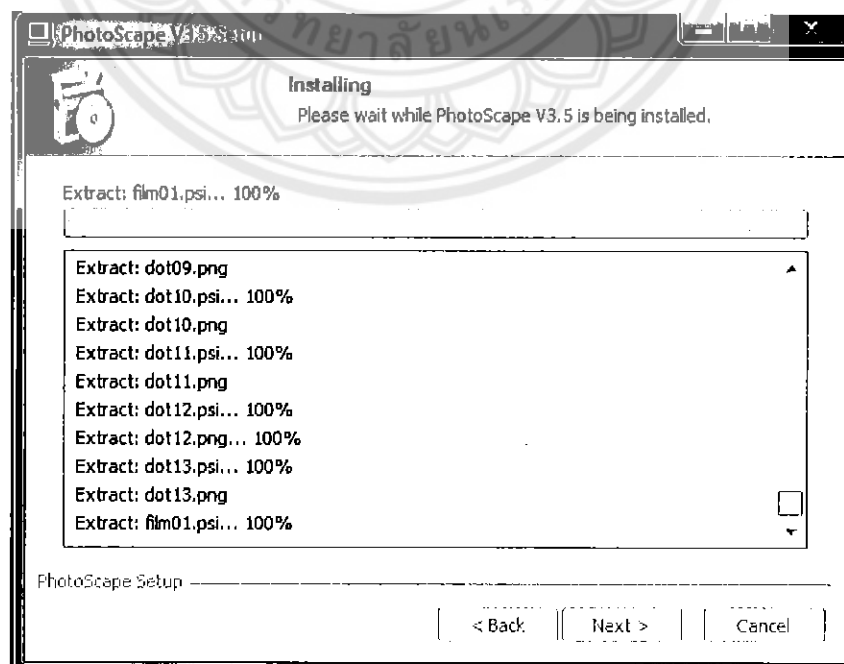 PhotoScape V3.5 Setup
Installing
Please wait while PhotoScape V3.5 is being installed.
Extract: film01.psi... 100%
Extract: dot09.png
Extract: dot10.psi... 100%
Extract: dot10.png
Extract: dot11.psi... 100%
Extract: dot11.png
Extract: dot12.psi... 100%
Extract: dot12.png... 100%
Extract: dot13.psi... 100%
Extract: dot13.png
Extract: film01.psi... 100%
PhotoScape Setup
< Back Next > Cancel